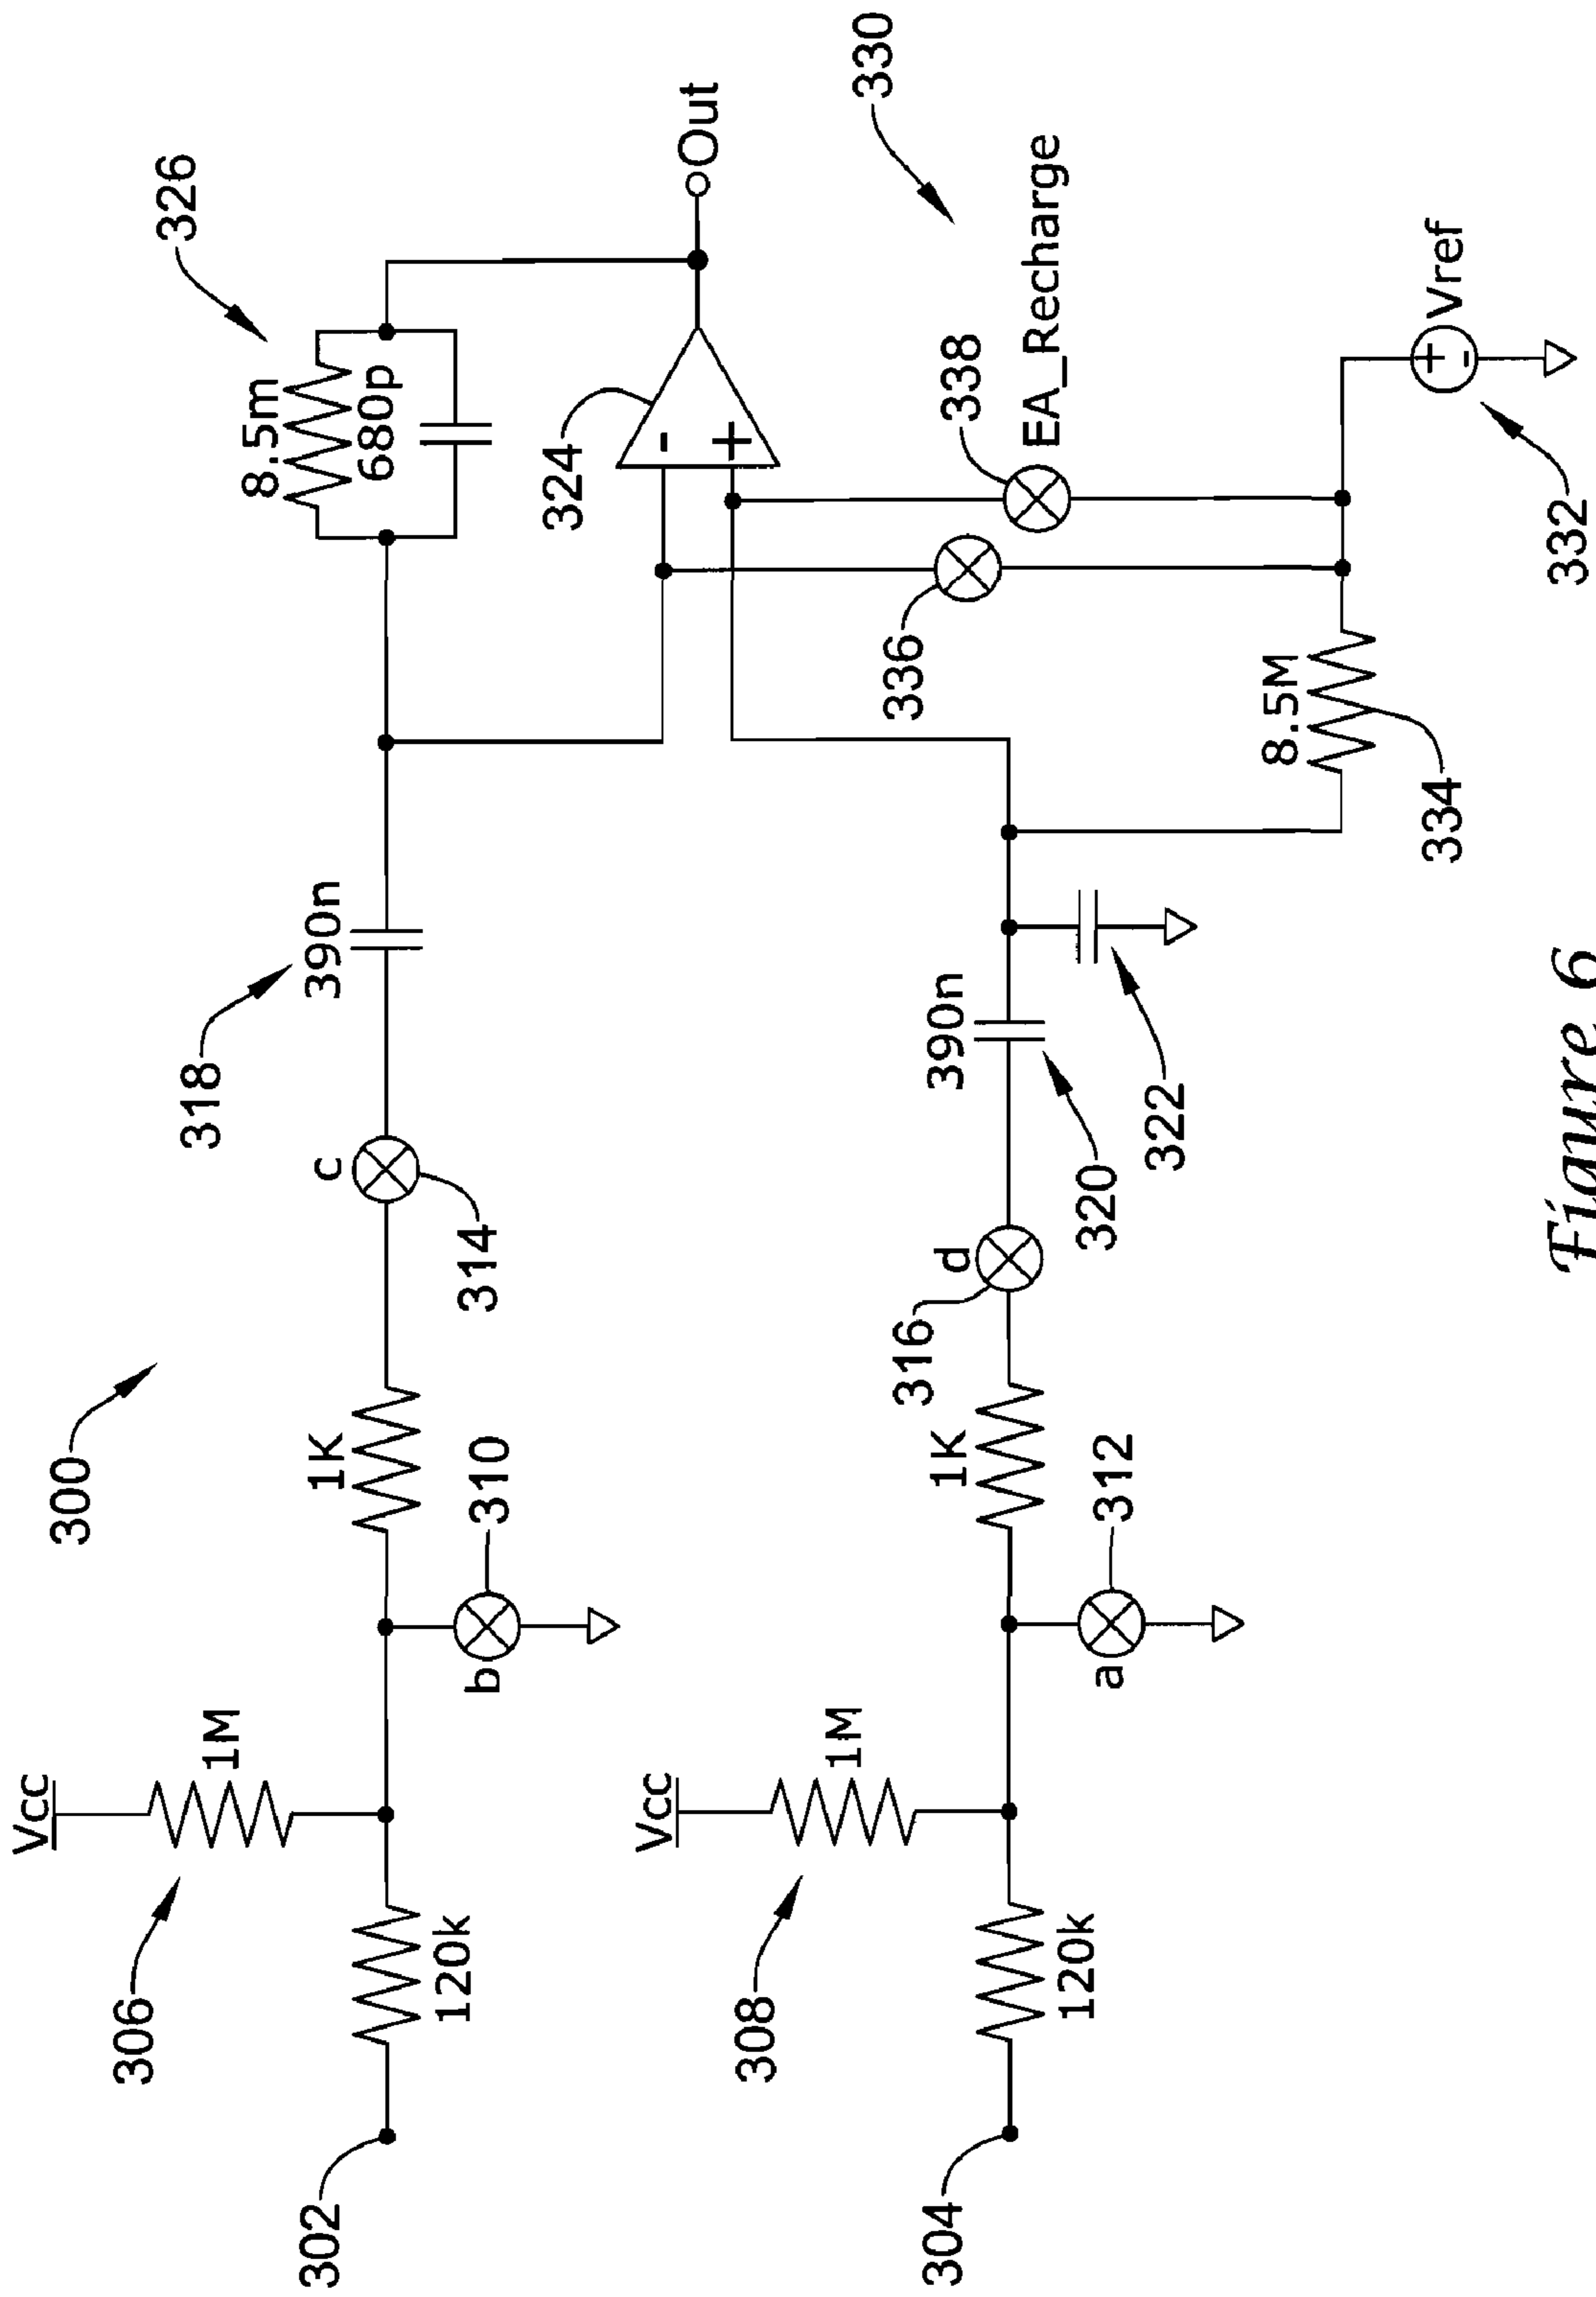 300
Vcc
306
1M
302
120k
b
310
1K
c
314
318
390n
326
8.5m
680p
324
-
+
Out
Vcc
308
1M
304
120k
a
312
1K
316
d
320
390n
322
330
336
338
EA_Recharge
8.5M
334
Vref
+
-
332
Figure 6